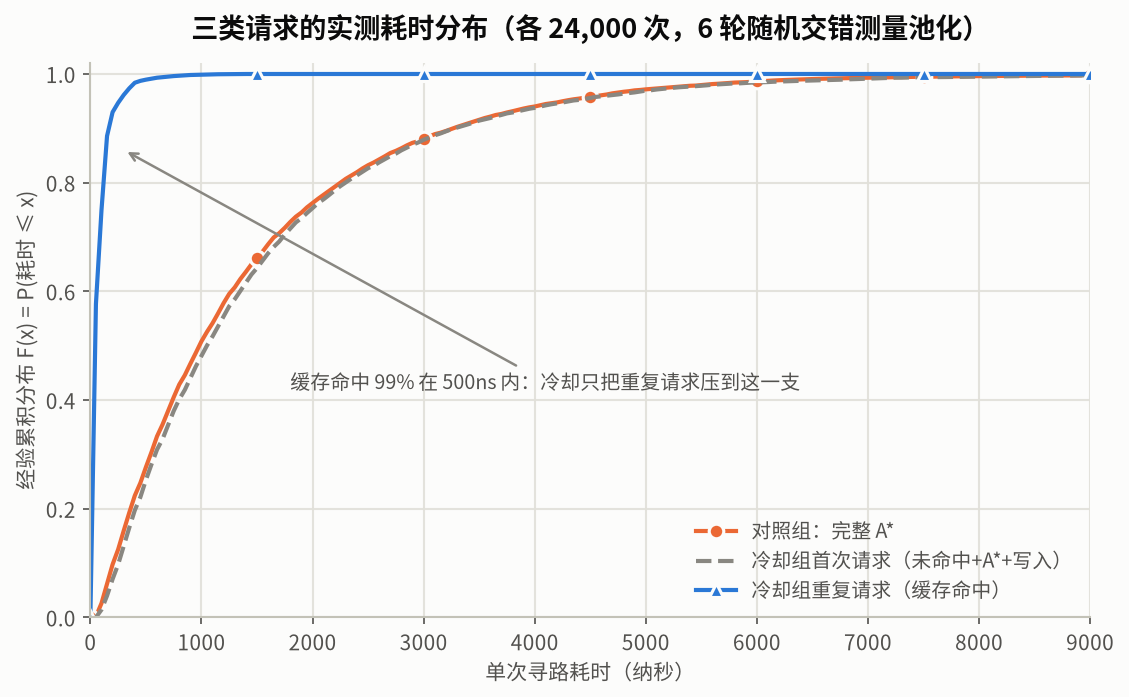 三类请求的实测耗时分布（各 24,000 次，6 轮随机交错测量池化）
经验累积分布 F(x) = P(耗时 ⩽ x)
1.0
0.8
0.6
0.4
0.2
0.0
缓存命中 99% 在 500ns 内：冷却只把重复请求压到这一支
对照组：完整 A*
冷却组首次请求（未命中+A*+写入）
冷却组重复请求（缓存命中）
0 1000 2000 3000 4000 5000 6000 7000 8000 9000
单次寻路耗时（纳秒）